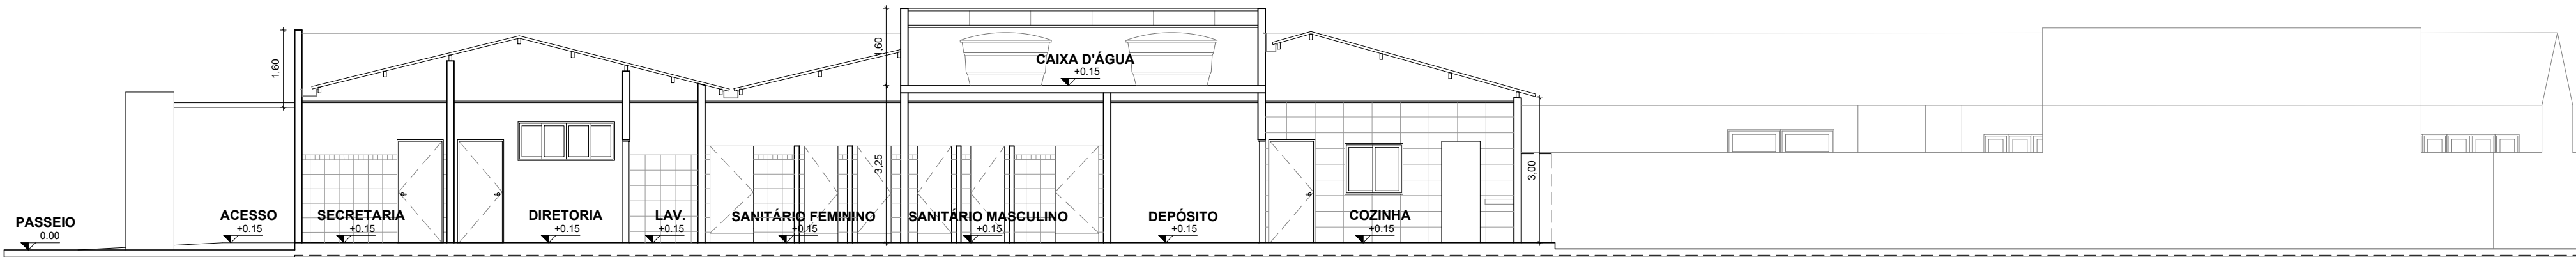 1,60
1,60
CAIXA D'ÁGUA
+0.15
3,25
3,00
PASSEIO
0.00
ACESSO
+0.15
SECRETARIA
+0.15
DIRETORIA
+0.15
LAV.
+0.15
SANITÁRIO FEMININO
+0.15
SANITÁRIO MASCULINO
+0.15
DEPÓSITO
+0.15
COZINHA
+0.15